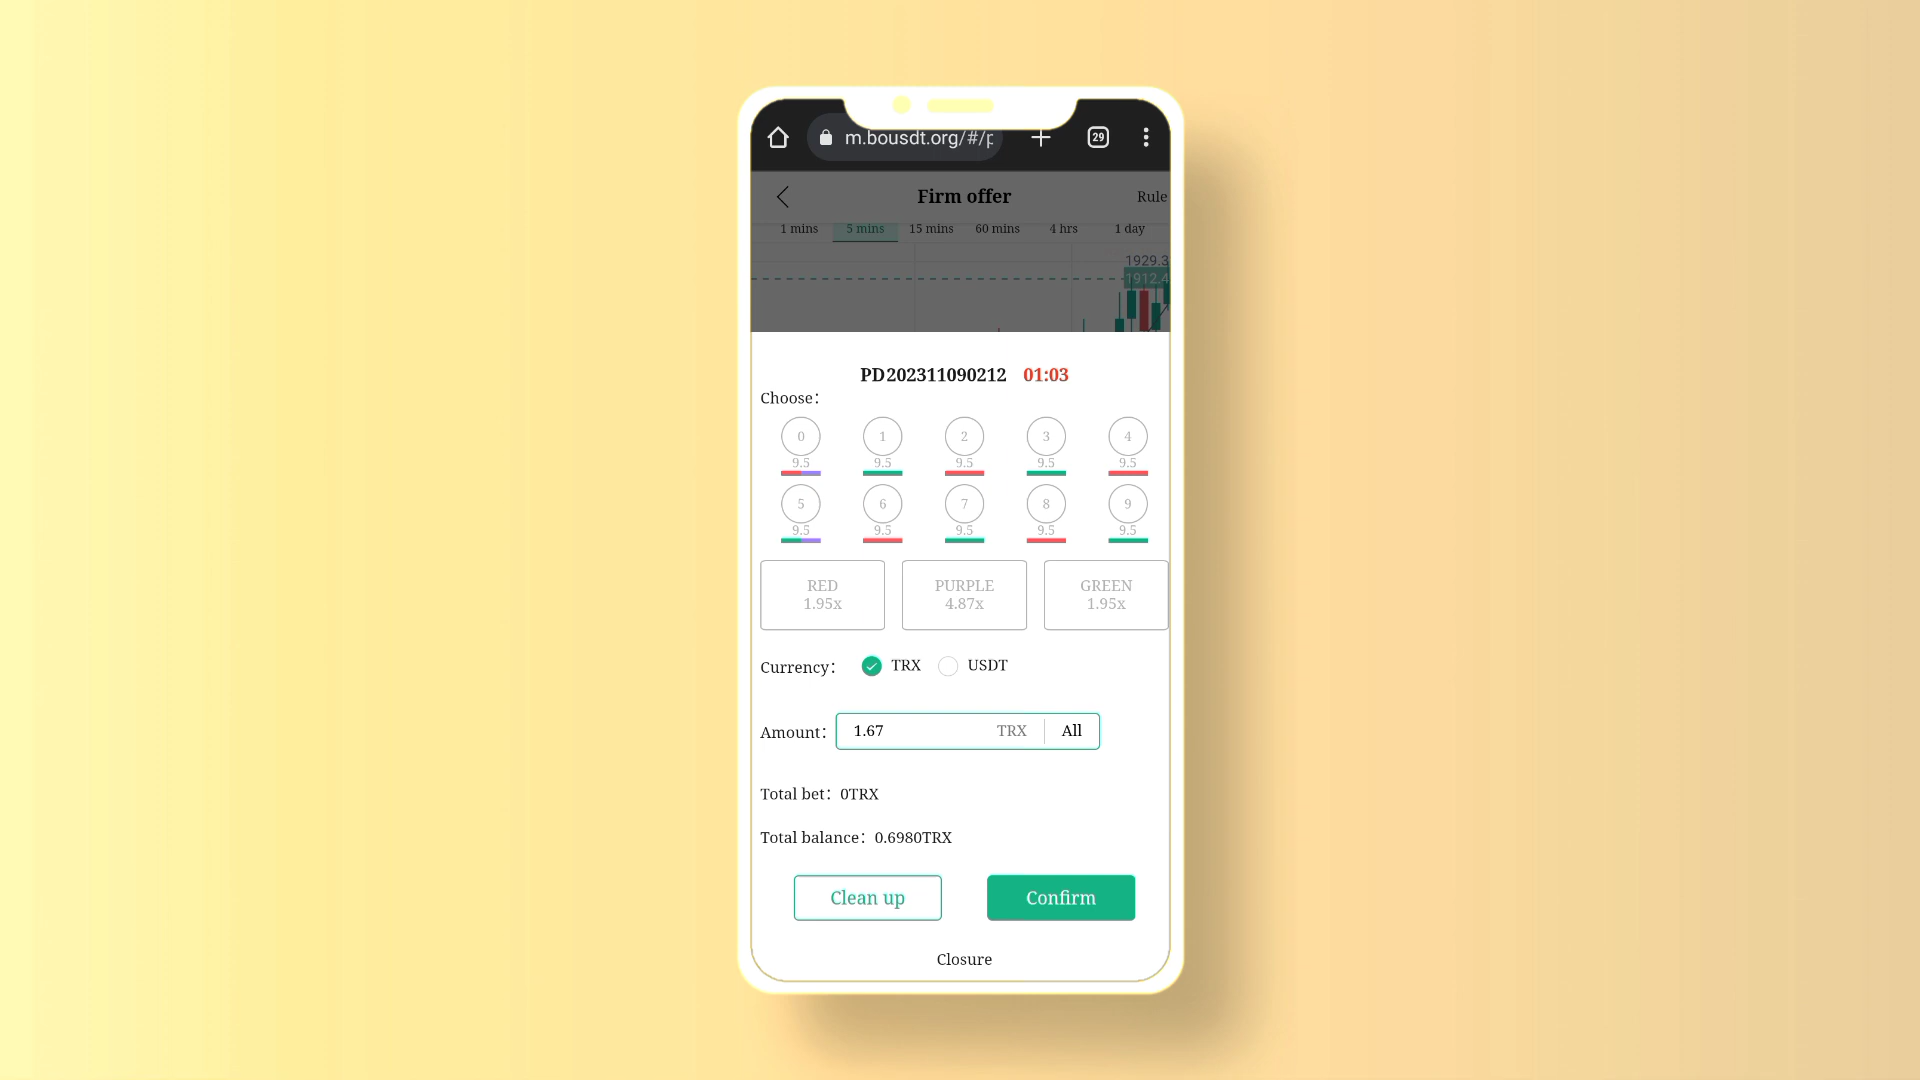 m.bousdt.org/#/p
29
Firm offer
Rule
1 mins 5 mins 15 mins 60 mins 4 hrs 1 day
1929.3
1912.4
PD202311090212 01:03
Choose：
0 1 2 3 4
9.5 9.5 9.5 9.5 9.5
5 6 7 8 9
9.5 9.5 9.5 9.5 9.5
RED PURPLE GREEN
1.95x 4.87x 1.95x
Currency： TRX USDT
Amount： 1.67 TRX All
Total bet：0TRX
Total balance：0.6980TRX
Clean up Confirm
Closure